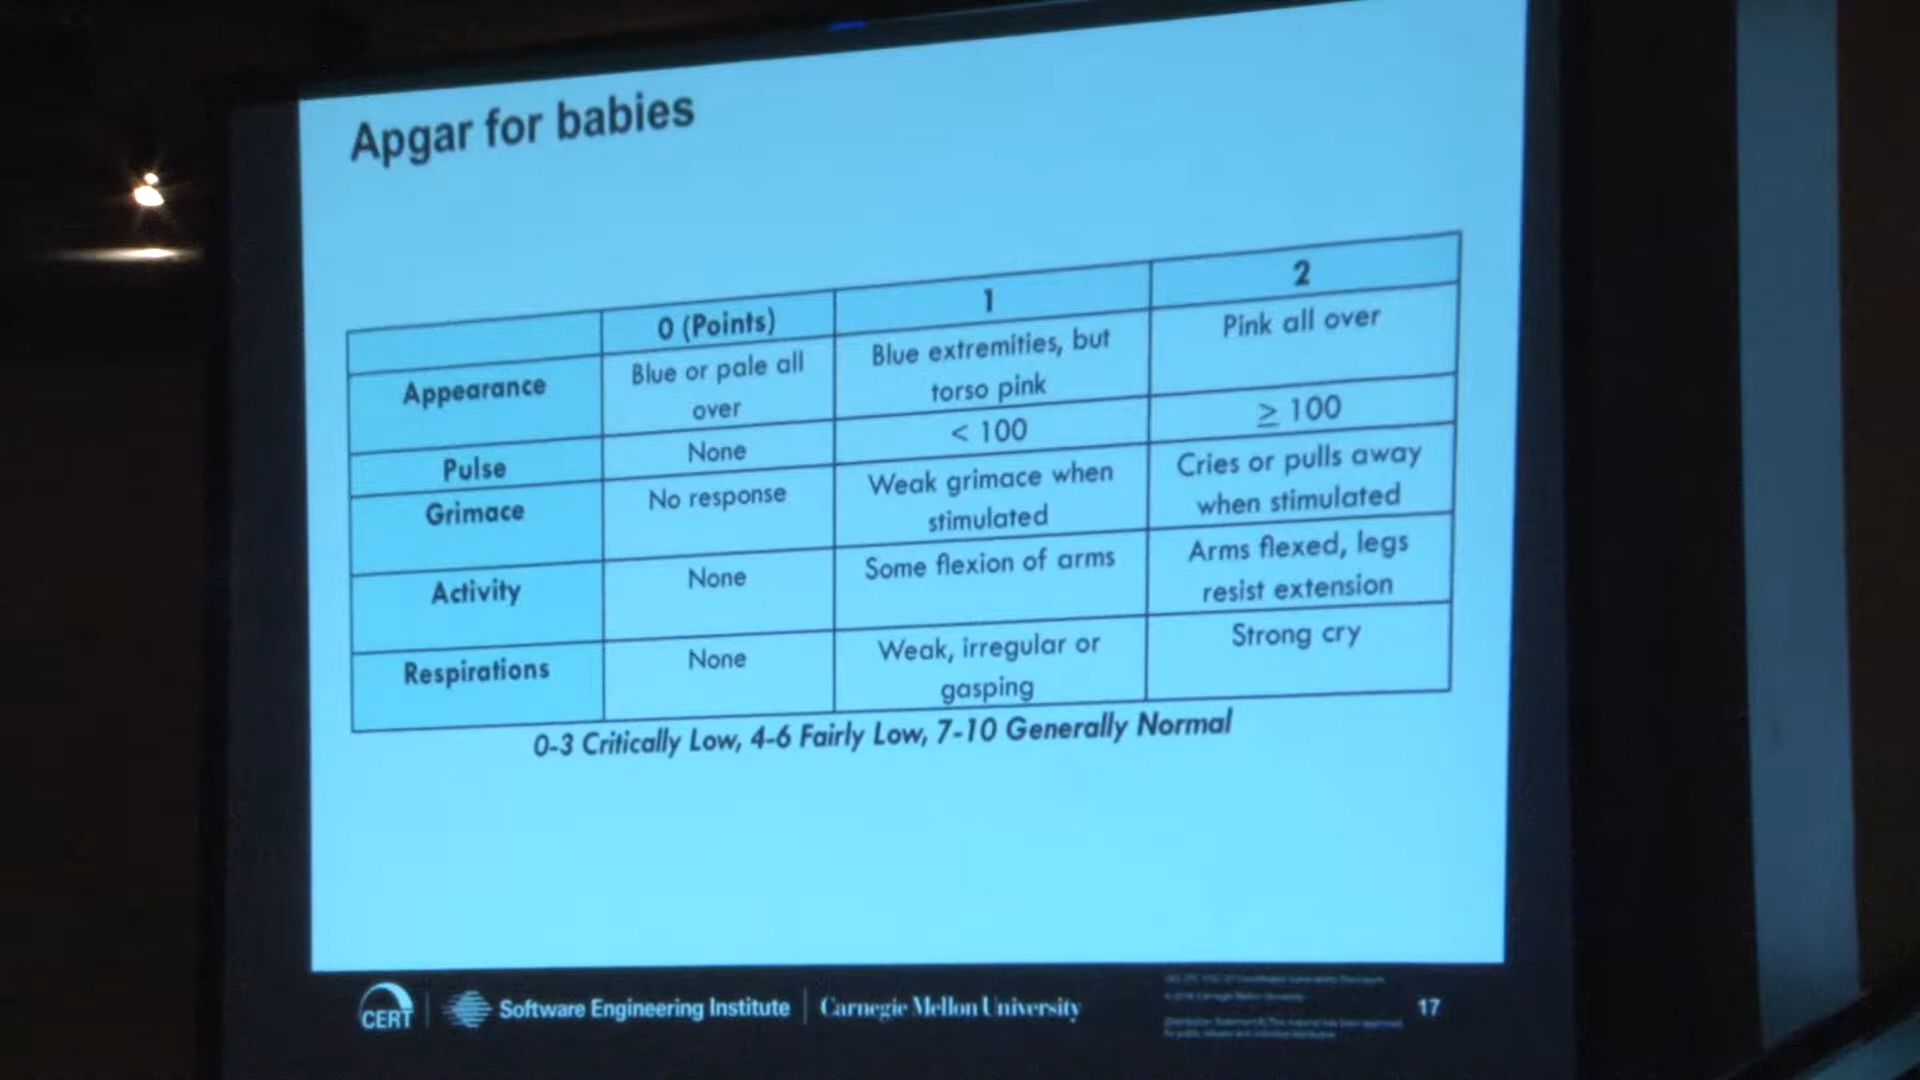 Apgar for babies
0 (Points) 1 2
Appearance Blue or pale all over Blue extremities, but torso pink Pink all over
Pulse None < 100 ≥ 100
Grimace No response Weak grimace when stimulated Cries or pulls away when stimulated
Activity None Some flexion of arms Arms flexed, legs resist extension
Respirations None Weak, irregular or gasping Strong cry
0-3 Critically Low, 4-6 Fairly Low, 7-10 Generally Normal
CERT Software Engineering Institute Carnegie Mellon University 17